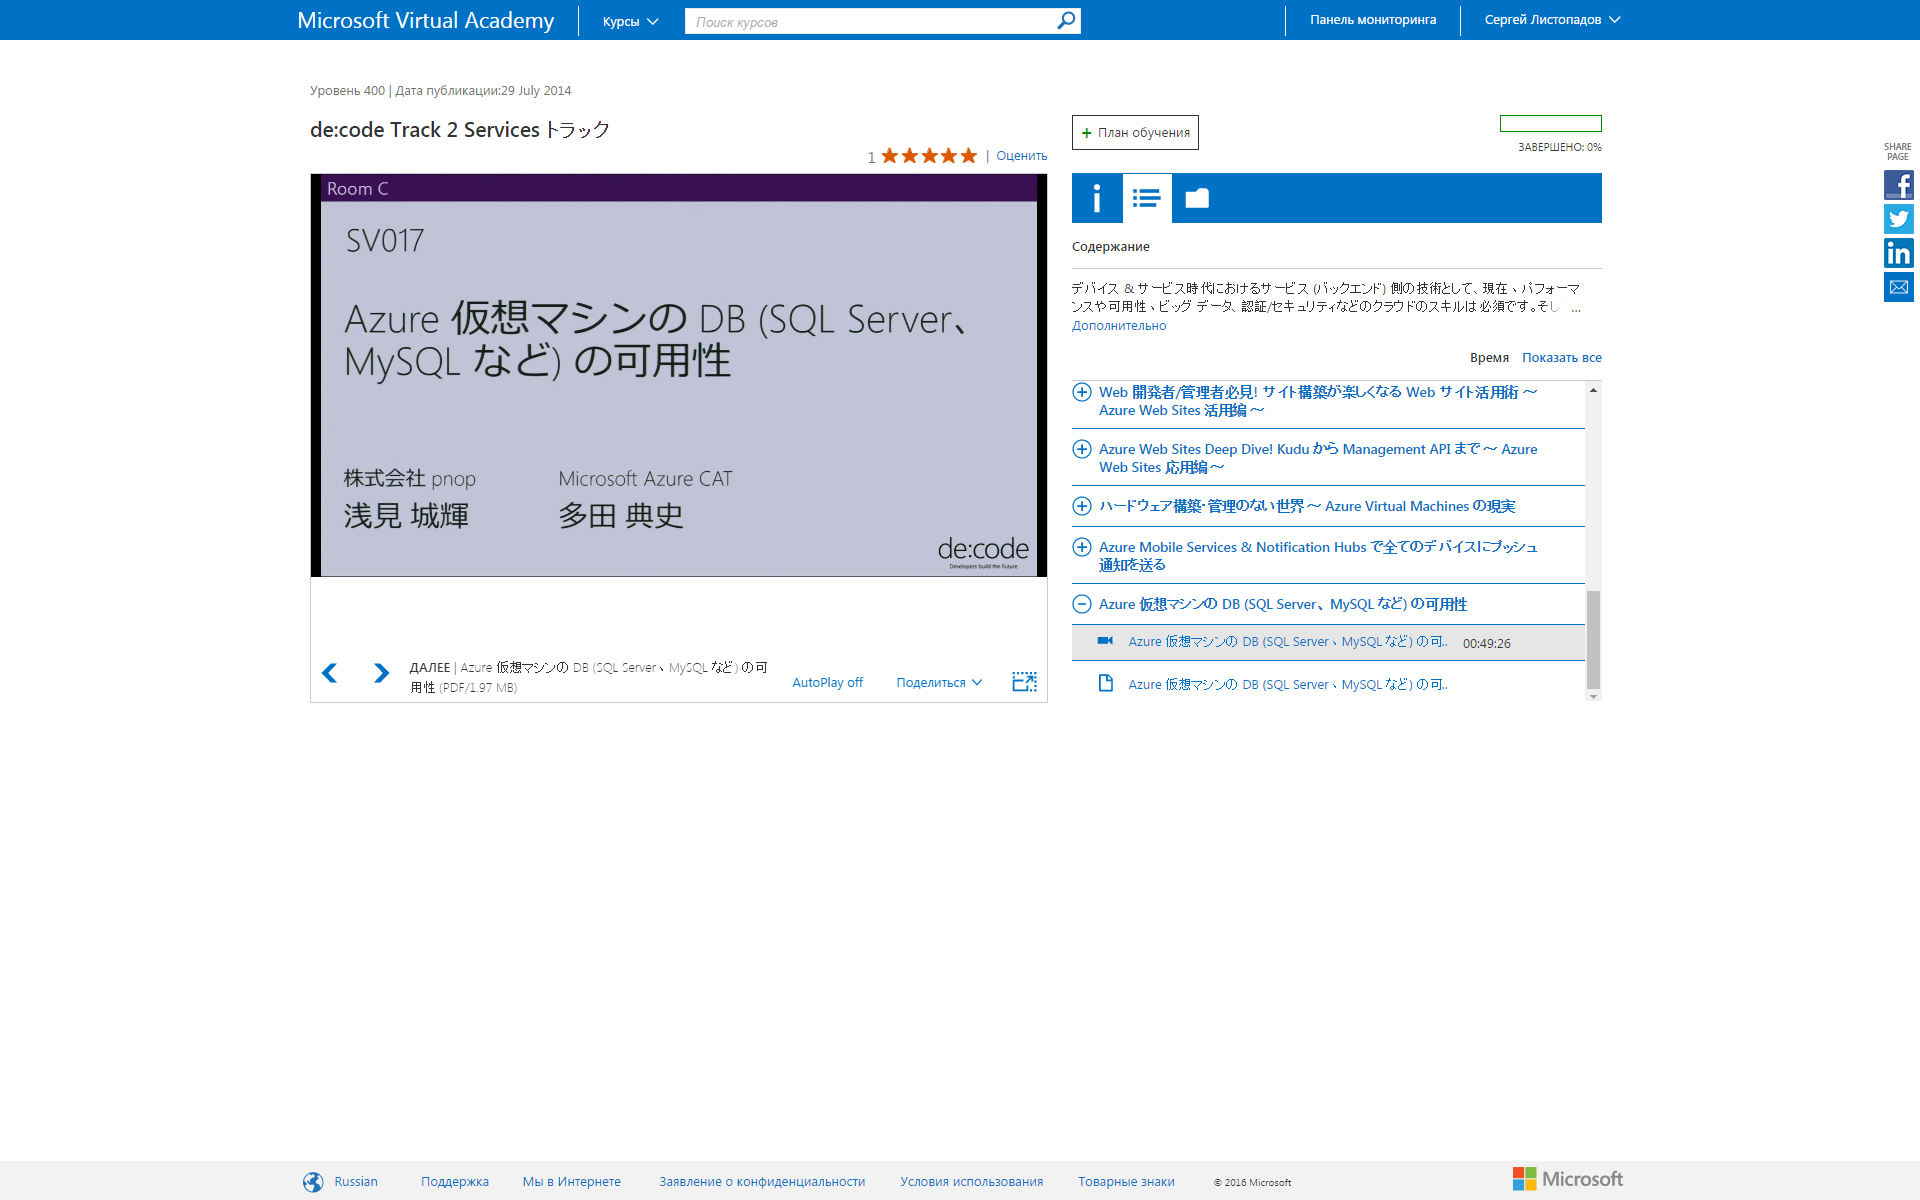 Microsoft Virtual Academy
Курсы
Поиск курсов
Панель мониторинга
Сергей Листопадов
Уровень 400 | Дата публикации:29 July 2014
de:code Track 2 Services トラック
1
| Оценить
Room C
SV017
Azure 仮想マシンの DB (SQL Server、
MySQL など) の可用性
株式会社 pnop
Microsoft Azure CAT
浅見 城輝
多田 典史
de:code
Developers build the Future
ДАЛЕЕ | Azure 仮想マシンの DB (SQL Server、MySQL など) の可
用性 (PDF/1.97 MB)
AutoPlay off
Поделиться
+ План обучения
ЗАВЕРШЕНО: 0%
Содержание
デバイス & サービス時代におけるサービス (バックエンド) 側の技術として、現在、パフォーマ
ンスや可用性、ビッグ データ、認証/セキュリティなどのクラウドのスキルは必須です。そし ...
Дополнительно
Время
Показать все
Web 開発者/管理者必見! サイト構築が楽しくなる Web サイト活用術 ～
Azure Web Sites 活用編 ～
Azure Web Sites Deep Dive! Kudu から Management API まで ～ Azure
Web Sites 応用編 ～
ハードウェア構築・管理のない世界 ～ Azure Virtual Machines の現実
Azure Mobile Services & Notification Hubs で全てのデバイスにプッシュ
通知を送る
Azure 仮想マシンの DB (SQL Server、MySQL など) の可用性
Azure 仮想マシンの DB (SQL Server、MySQL など) の可..
00:49:26
Azure 仮想マシンの DB (SQL Server、MySQL など) の可..
SHARE
PAGE
Russian
Поддержка
Мы в Интернете
Заявление о конфиденциальности
Условия использования
Товарные знаки
© 2016 Microsoft
Microsoft